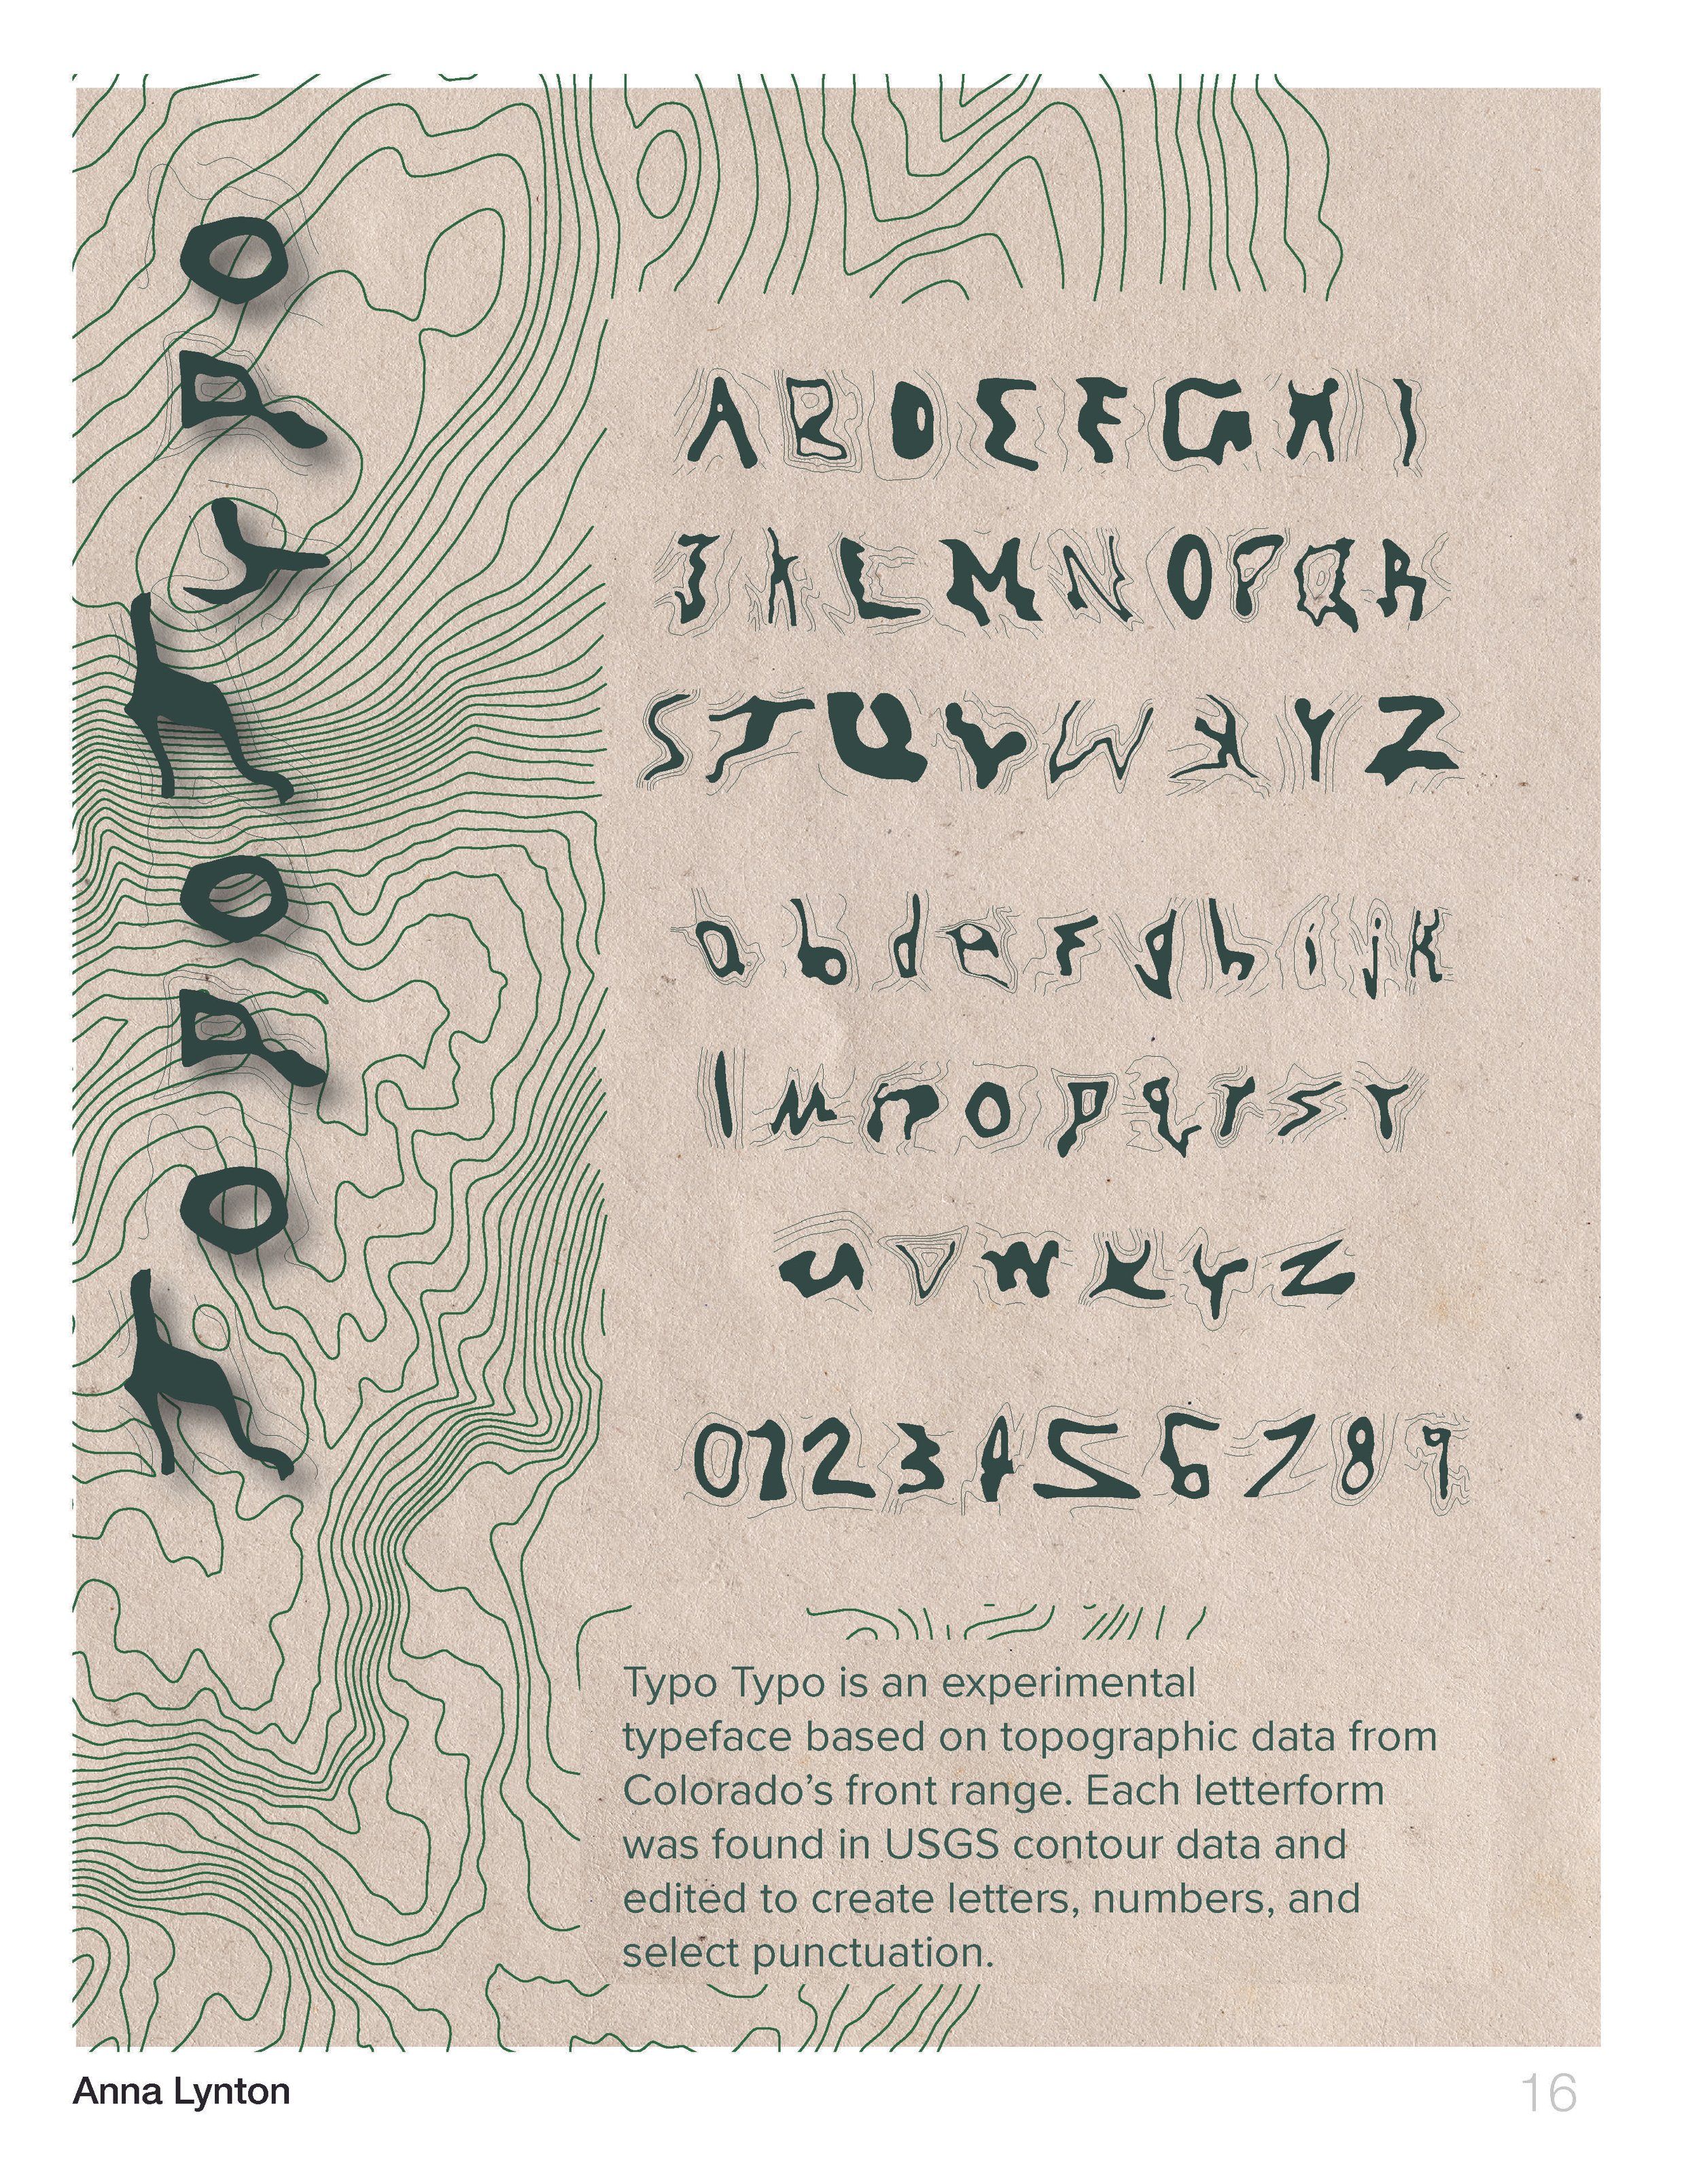 TopoTypo
ABDEFGHI
JKLMNOPQR
STUVWXYZ
abdefghijk
lmnopqrst
uvwxyz
0123456789
Typo Typo is an experimental
typeface based on topographic data from
Colorado’s front range. Each letterform
was found in USGS contour data and
edited to create letters, numbers, and
select punctuation.
Anna Lynton
16